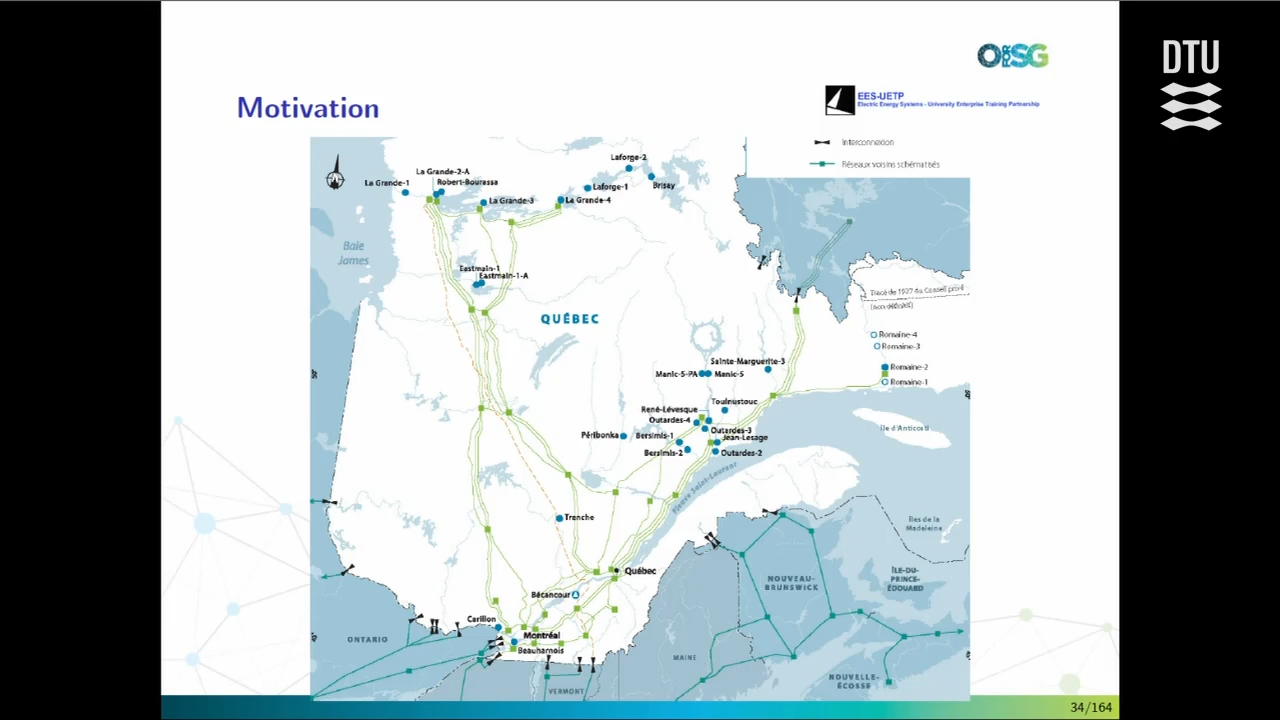 DTU
OFORSG
Motivation
EES-UETP
Electric Energy Systems - University Enterprise Training Partnership
Interconnexion
Réseaux voisins schématisés
Laforge-2
La Grande-2-A
La Grande-1
Robert-Bourassa
Laforge-1
Brisay
La Grande-3
La Grande-4
Baie
James
Eastmain-1
Eastmain-1-A
Tracé de 1927 du Conseil privé
(non définitif)
QUÉBEC
Romaine-4
Romaine-3
Sainte-Marguerite-3
Manic-5-PA
Manic-5
Romaine-2
Romaine-1
Toulnustouc
René-Lévesque
Outardes-4
Outardes-3
Péribonka
Bersimis-1
Jean-Lesage
Bersimis-2
Outardes-2
Île d'Anticosti
Fleuve Saint-Laurent
Tranche
Îles de la
Madeleine
Québec
NOUVEAU-
BRUNSWICK
ÎLE-DU-
PRINCE-
ÉDOUARD
Bécancour
Carillon
ONTARIO
Montréal
Beauharnois
MAINE
VERMONT
NOUVELLE-
ÉCOSSE
34/164